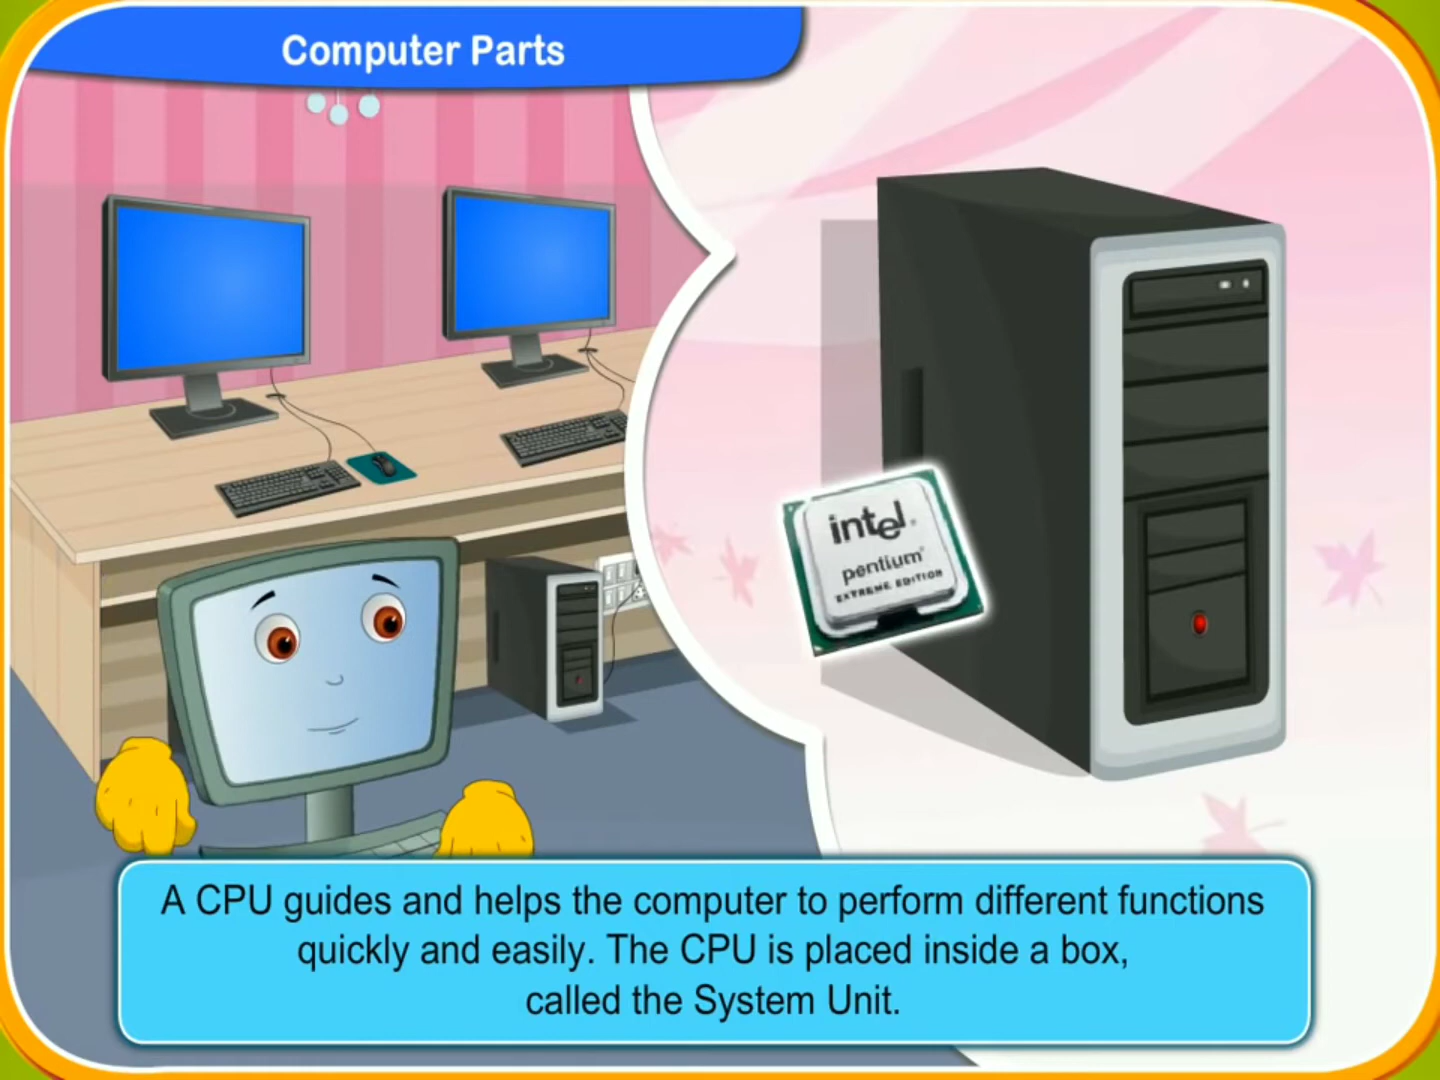 Computer Parts
intel
pentium
EXTREME EDITION
A CPU guides and helps the computer to perform different functions
quickly and easily. The CPU is placed inside a box,
called the System Unit.